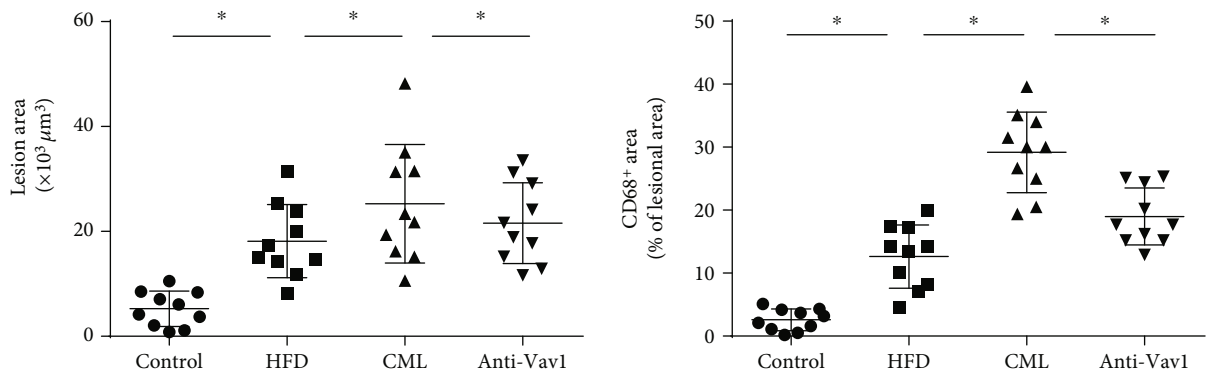 Lesion area
(×10³ μm³)
60
40
20
0
* * *
Control HFD CML Anti-Vav1
CD68⁺ area
(% of lesional area)
50
40
30
20
10
0
* * *
Control HFD CML Anti-Vav1